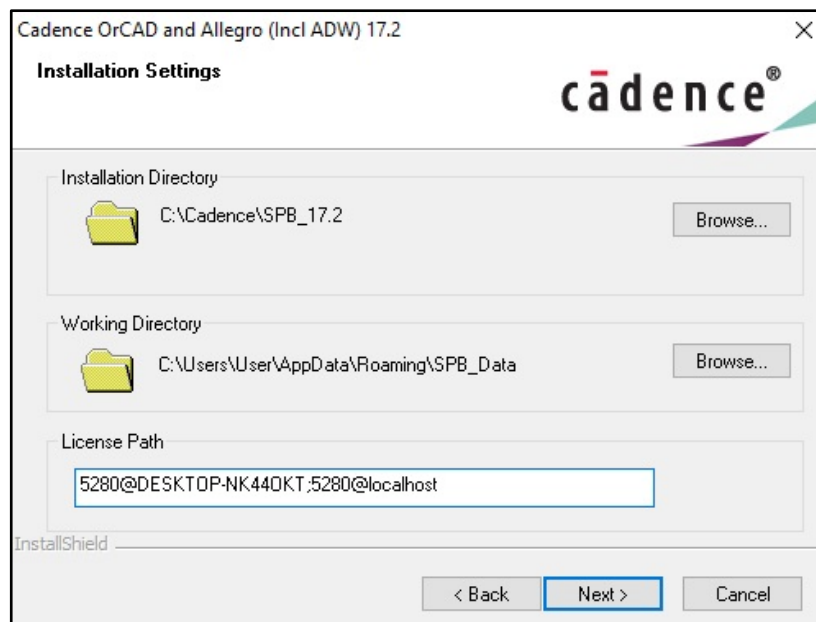 Cadence OrCAD and Allegro (Incl ADW) 17.2
Installation Settings
cādence®
Installation Directory
C:\Cadence\SPB_17.2
Browse...
Working Directory
C:\Users\User\AppData\Roaming\SPB_Data
Browse...
License Path
5280@DESKTOP-NK44OKT;5280@localhost
InstallShield
< Back
Next >
Cancel